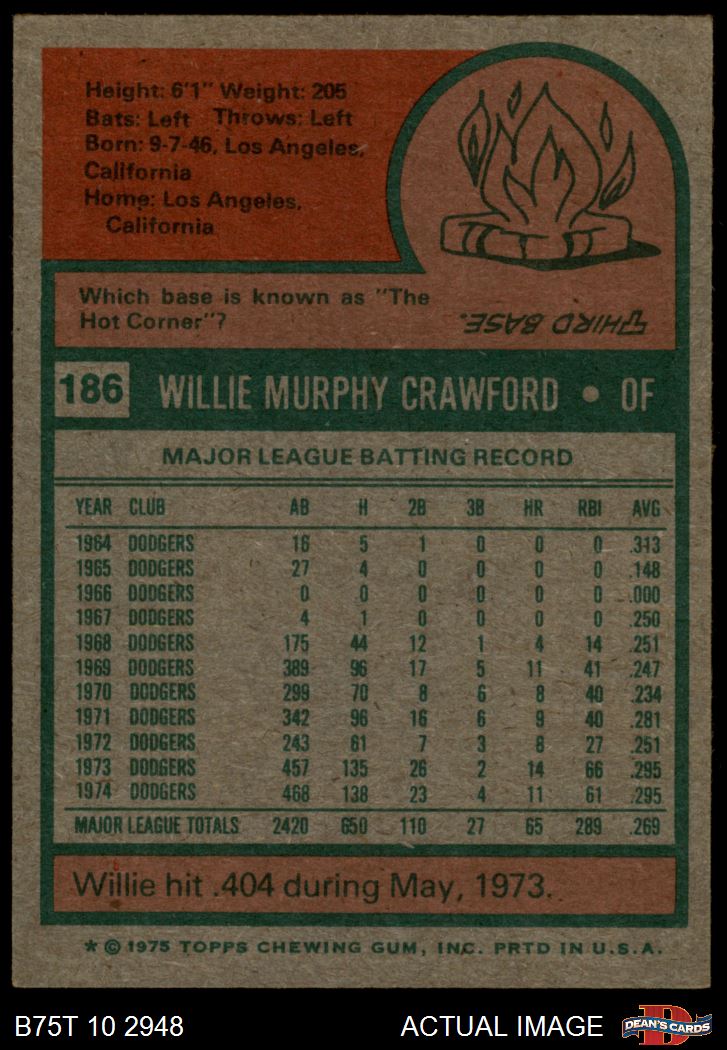 Height: 6'1" Weight: 205
Bats: Left Throws: Left
Born: 9-7-46, Los Angeles,
California
Home: Los Angeles,
California
Which base is known as "The
Hot Corner"?
THIRD BASE.
186 WILLIE MURPHY CRAWFORD • OF
MAJOR LEAGUE BATTING RECORD
YEAR CLUB AB H 2B 3B HR RBI AVG
1964 DODGERS 16 5 1 0 0 0 .313
1965 DODGERS 27 4 0 0 0 0 .148
1966 DODGERS 0 0 0 0 0 0 .000
1967 DODGERS 4 1 0 0 0 0 .250
1968 DODGERS 175 44 12 1 4 14 .251
1969 DODGERS 389 96 17 5 11 41 .247
1970 DODGERS 299 70 8 6 8 40 .234
1971 DODGERS 342 96 16 6 9 40 .281
1972 DODGERS 243 61 7 3 8 27 .251
1973 DODGERS 457 135 26 2 14 66 .295
1974 DODGERS 468 138 23 4 11 61 .295
MAJOR LEAGUE TOTALS 2420 650 110 27 65 289 .269
Willie hit .404 during May, 1973.
* © 1975 TOPPS CHEWING GUM, INC. PRTD IN U.S.A.
B75T 10 2948 ACTUAL IMAGE D DEAN'S CARDS